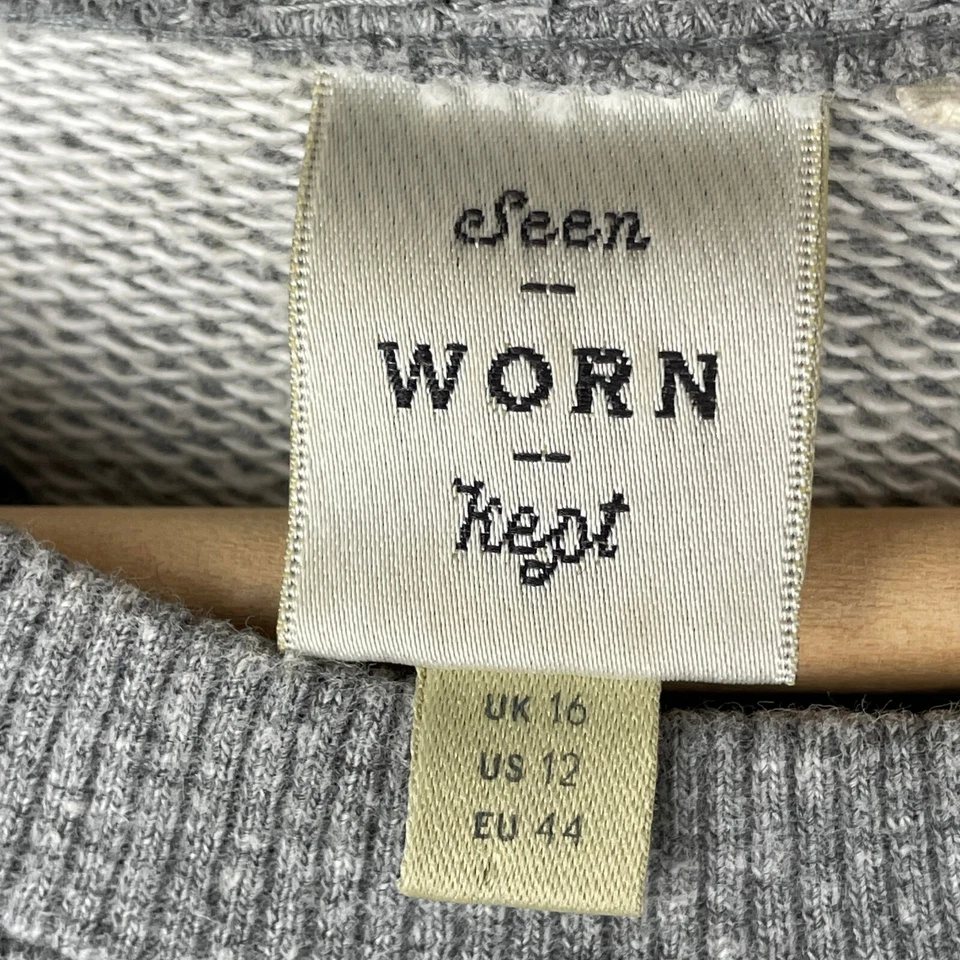 Seen
--
WORN
--
Kept
UK 16
US 12
EU 44